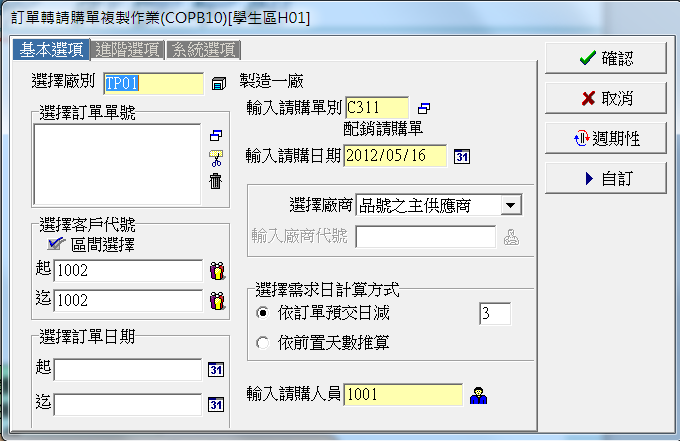 訂單轉請購單複製作業(COPB10)[學生區H01]
基本選項 進階選項 系統選項
選擇廠別 TP01 製造一廠
選擇訂單單號
選擇客戶代號
區間選擇
起 1002
迄 1002
選擇訂單日期
起 31
迄 31
輸入請購單別 C311
配銷請購單
輸入請購日期 2012/05/16 31
選擇廠商 品號之主供應商
輸入廠商代號
選擇需求日計算方式
依訂單預交日減 3
依前置天數推算
輸入請購人員 1001
確認
取消
週期性
自訂